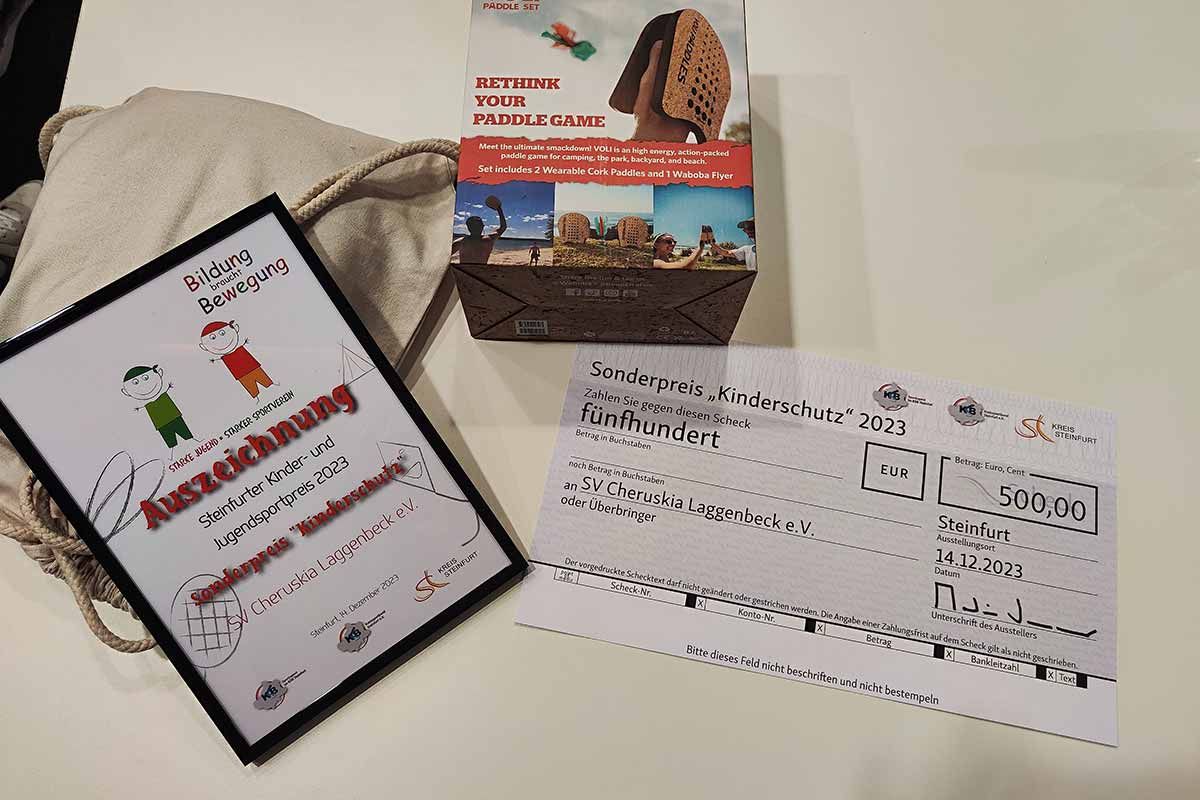 PADDLE SET
RETHINK
YOUR
PADDLE GAME
VOLI PADDLES
Meet the ultimate smackdown! VOLI is an high energy, action-packed
paddle game for camping, the park, backyard, and beach.
Set includes 2 Wearable Cork Paddles and 1 Waboba Flyer
Bildung
braucht
Bewegung
STARKE JUGEND • STARKER SPORTVEREIN
Auszeichnung
Steinfurter Kinder- und
Jugendsportpreis 2023
Sonderpreis "Kinderschutz"
SV Cheruskia Laggenbeck e.V.
Steinfurt, 14. Dezember 2023
st KREIS
STEINFURT
Sonderpreis „Kinderschutz“ 2023
Zahlen Sie gegen diesen Scheck
fünfhundert
Betrag in Buchstaben
noch Betrag in Buchstaben
an SV Cheruskia Laggenbeck e.V.
oder Überbringer
st KREIS
STEINFURT
EUR
Betrag: Euro, Cent
500,00
Steinfurt
Ausstellungsort
14.12.2023
Datum
Unterschrift des Ausstellers
Der vorgedruckte Schecktext darf nicht geändert oder gestrichen werden. Die Angabe einer Zahlungsfrist auf dem Scheck gilt als nicht geschrieben.
Scheck-Nr. X Konto-Nr. X Betrag X Bankleitzahl X Text
Bitte dieses Feld nicht beschriften und nicht bestempeln